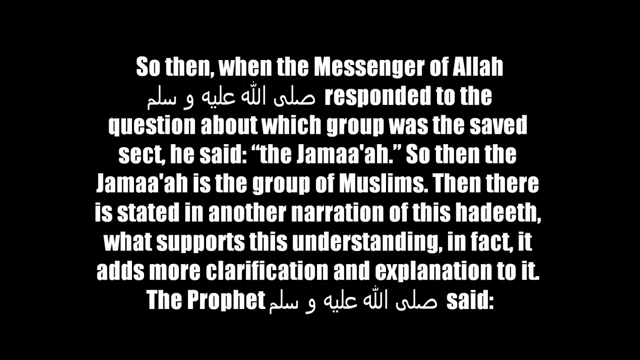 So then, when the Messenger of Allah
صلى الله عليه و سلم responded to the
question about which group was the saved
sect, he said: “the Jamaa'ah.” So then the
Jamaa'ah is the group of Muslims. Then there
is stated in another narration of this hadeeth,
what supports this understanding, in fact, it
adds more clarification and explanation to it.
The Prophet صلى الله عليه و سلم said: